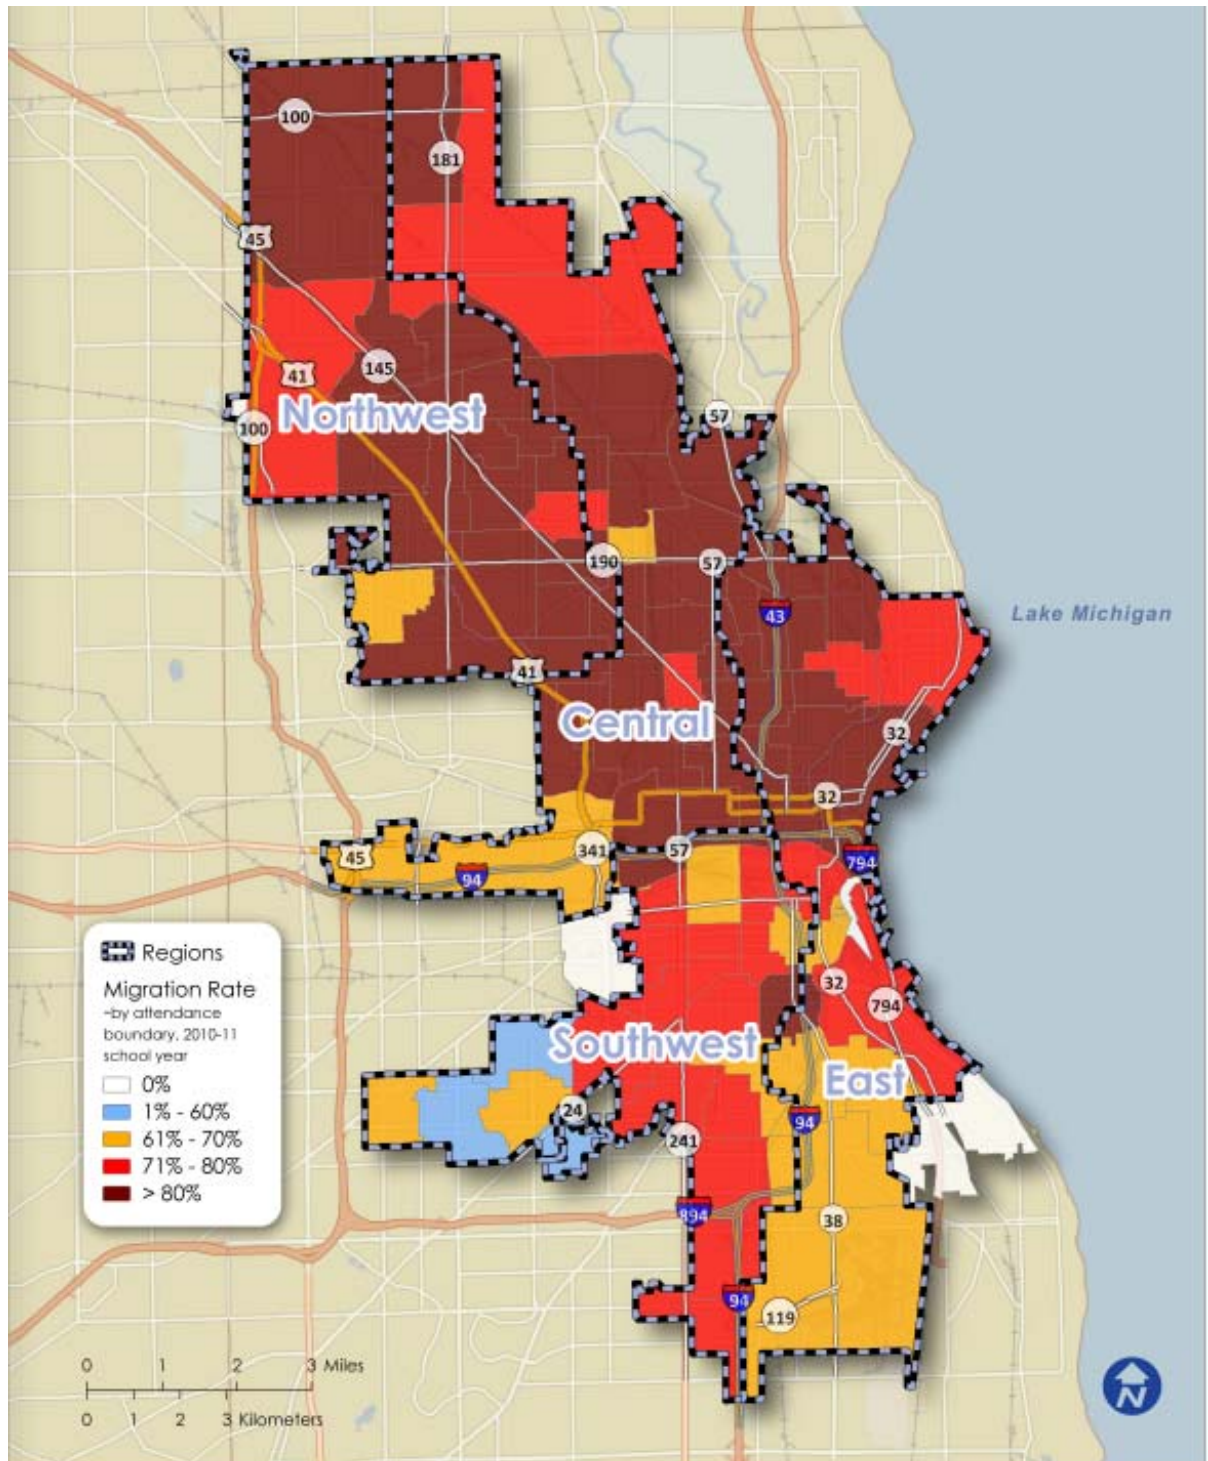 100
181
45
41
145
Northwest
100
57
190
57
43
Lake Michigan
41
Central
32
32
45
94
341
57
794
Regions
Migration Rate
~by attendance
boundary, 2010-11
school year
0%
1% - 60%
61% - 70%
71% - 80%
> 80%
32
794
Southwest
East
24
94
241
894
38
94
119
0 1 2 3 Miles
0 1 2 3 Kilometers
N